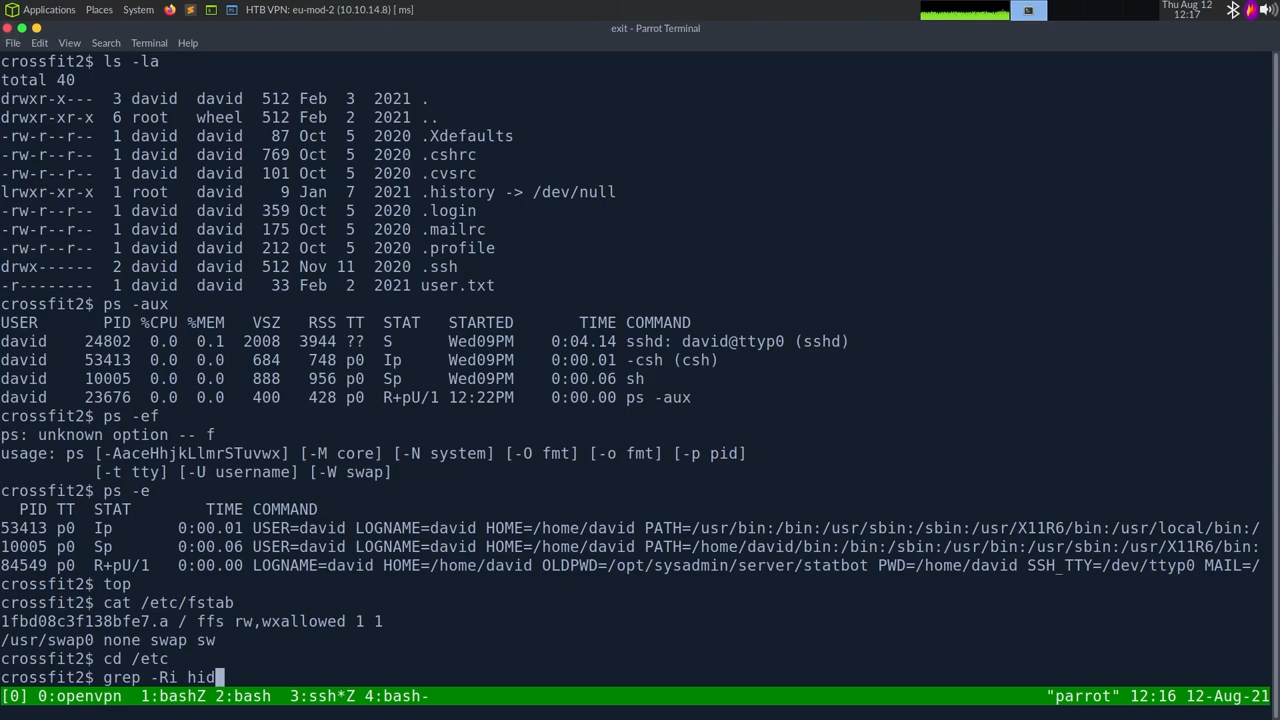 Applications Places System HTB VPN: eu-mod-2 (10.10.14.8) [ms] Thu Aug 12
12:17
exit - Parrot Terminal
File Edit View Search Terminal Help
crossfit2$ ls -la
total 40
drwxr-x--- 3 david david 512 Feb 3 2021 .
drwxr-xr-x 6 root wheel 512 Feb 2 2021 ..
-rw-r--r-- 1 david david 87 Oct 5 2020 .Xdefaults
-rw-r--r-- 1 david david 769 Oct 5 2020 .cshrc
-rw-r--r-- 1 david david 101 Oct 5 2020 .cvsrc
lrwxr-xr-x 1 root david 9 Jan 7 2021 .history -> /dev/null
-rw-r--r-- 1 david david 359 Oct 5 2020 .login
-rw-r--r-- 1 david david 175 Oct 5 2020 .mailrc
-rw-r--r-- 1 david david 212 Oct 5 2020 .profile
drwx------ 2 david david 512 Nov 11 2020 .ssh
-r-------- 1 david david 33 Feb 2 2021 user.txt
crossfit2$ ps -aux
USER PID %CPU %MEM VSZ RSS TT STAT STARTED TIME COMMAND
david 24802 0.0 0.1 2008 3944 ?? S Wed09PM 0:04.14 sshd: david@ttyp0 (sshd)
david 53413 0.0 0.0 684 748 p0 Ip Wed09PM 0:00.01 -csh (csh)
david 10005 0.0 0.0 888 956 p0 Sp Wed09PM 0:00.06 sh
david 23676 0.0 0.0 400 428 p0 R+pU/1 12:22PM 0:00.00 ps -aux
crossfit2$ ps -ef
ps: unknown option -- f
usage: ps [-AaceHhjkLlmrSTuvwx] [-M core] [-N system] [-O fmt] [-o fmt] [-p pid]
[-t tty] [-U username] [-W swap]
crossfit2$ ps -e
PID TT STAT TIME COMMAND
53413 p0 Ip 0:00.01 USER=david LOGNAME=david HOME=/home/david PATH=/usr/bin:/bin:/usr/sbin:/sbin:/usr/X11R6/bin:/usr/local/bin:/
10005 p0 Sp 0:00.06 USER=david LOGNAME=david HOME=/home/david PATH=/home/david/bin:/bin:/sbin:/usr/bin:/usr/sbin:/usr/X11R6/bin:
84549 p0 R+pU/1 0:00.00 LOGNAME=david HOME=/home/david OLDPWD=/opt/sysadmin/server/statbot PWD=/home/david SSH_TTY=/dev/ttyp0 MAIL=/
crossfit2$ top
crossfit2$ cat /etc/fstab
1fbd08c3f138bfe7.a / ffs rw,wxallowed 1 1
/usr/swap0 none swap sw
crossfit2$ cd /etc
crossfit2$ grep -Ri hid
[0] 0:openvpn 1:bashZ 2:bash 3:ssh*Z 4:bash- "parrot" 12:16 12-Aug-21